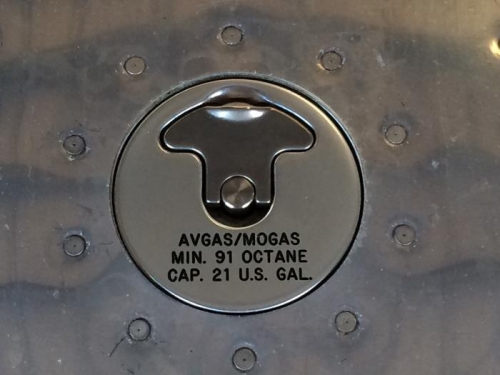 AVGAS/MOGAS
MIN. 91 OCTANE
CAP. 21 U.S. GAL.